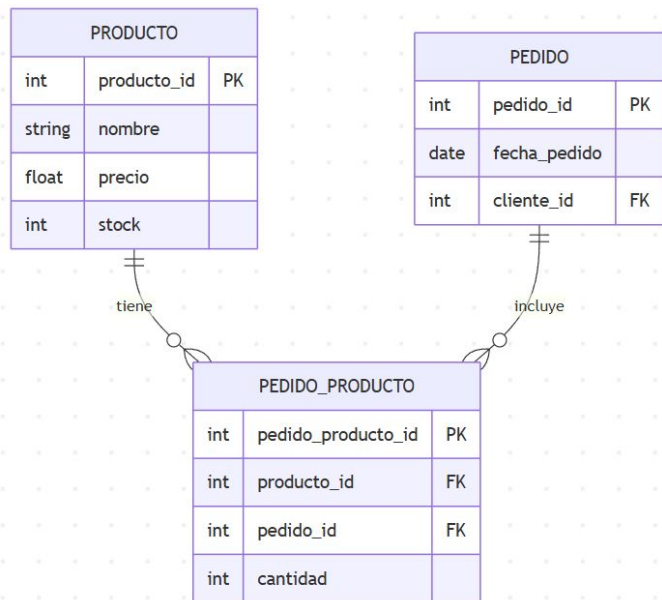 PRODUCTO
int producto_id PK
string nombre
float precio
int stock
PEDIDO
int pedido_id PK
date fecha_pedido
int cliente_id FK
tiene
incluye
PEDIDO_PRODUCTO
int pedido_producto_id PK
int producto_id FK
int pedido_id FK
int cantidad